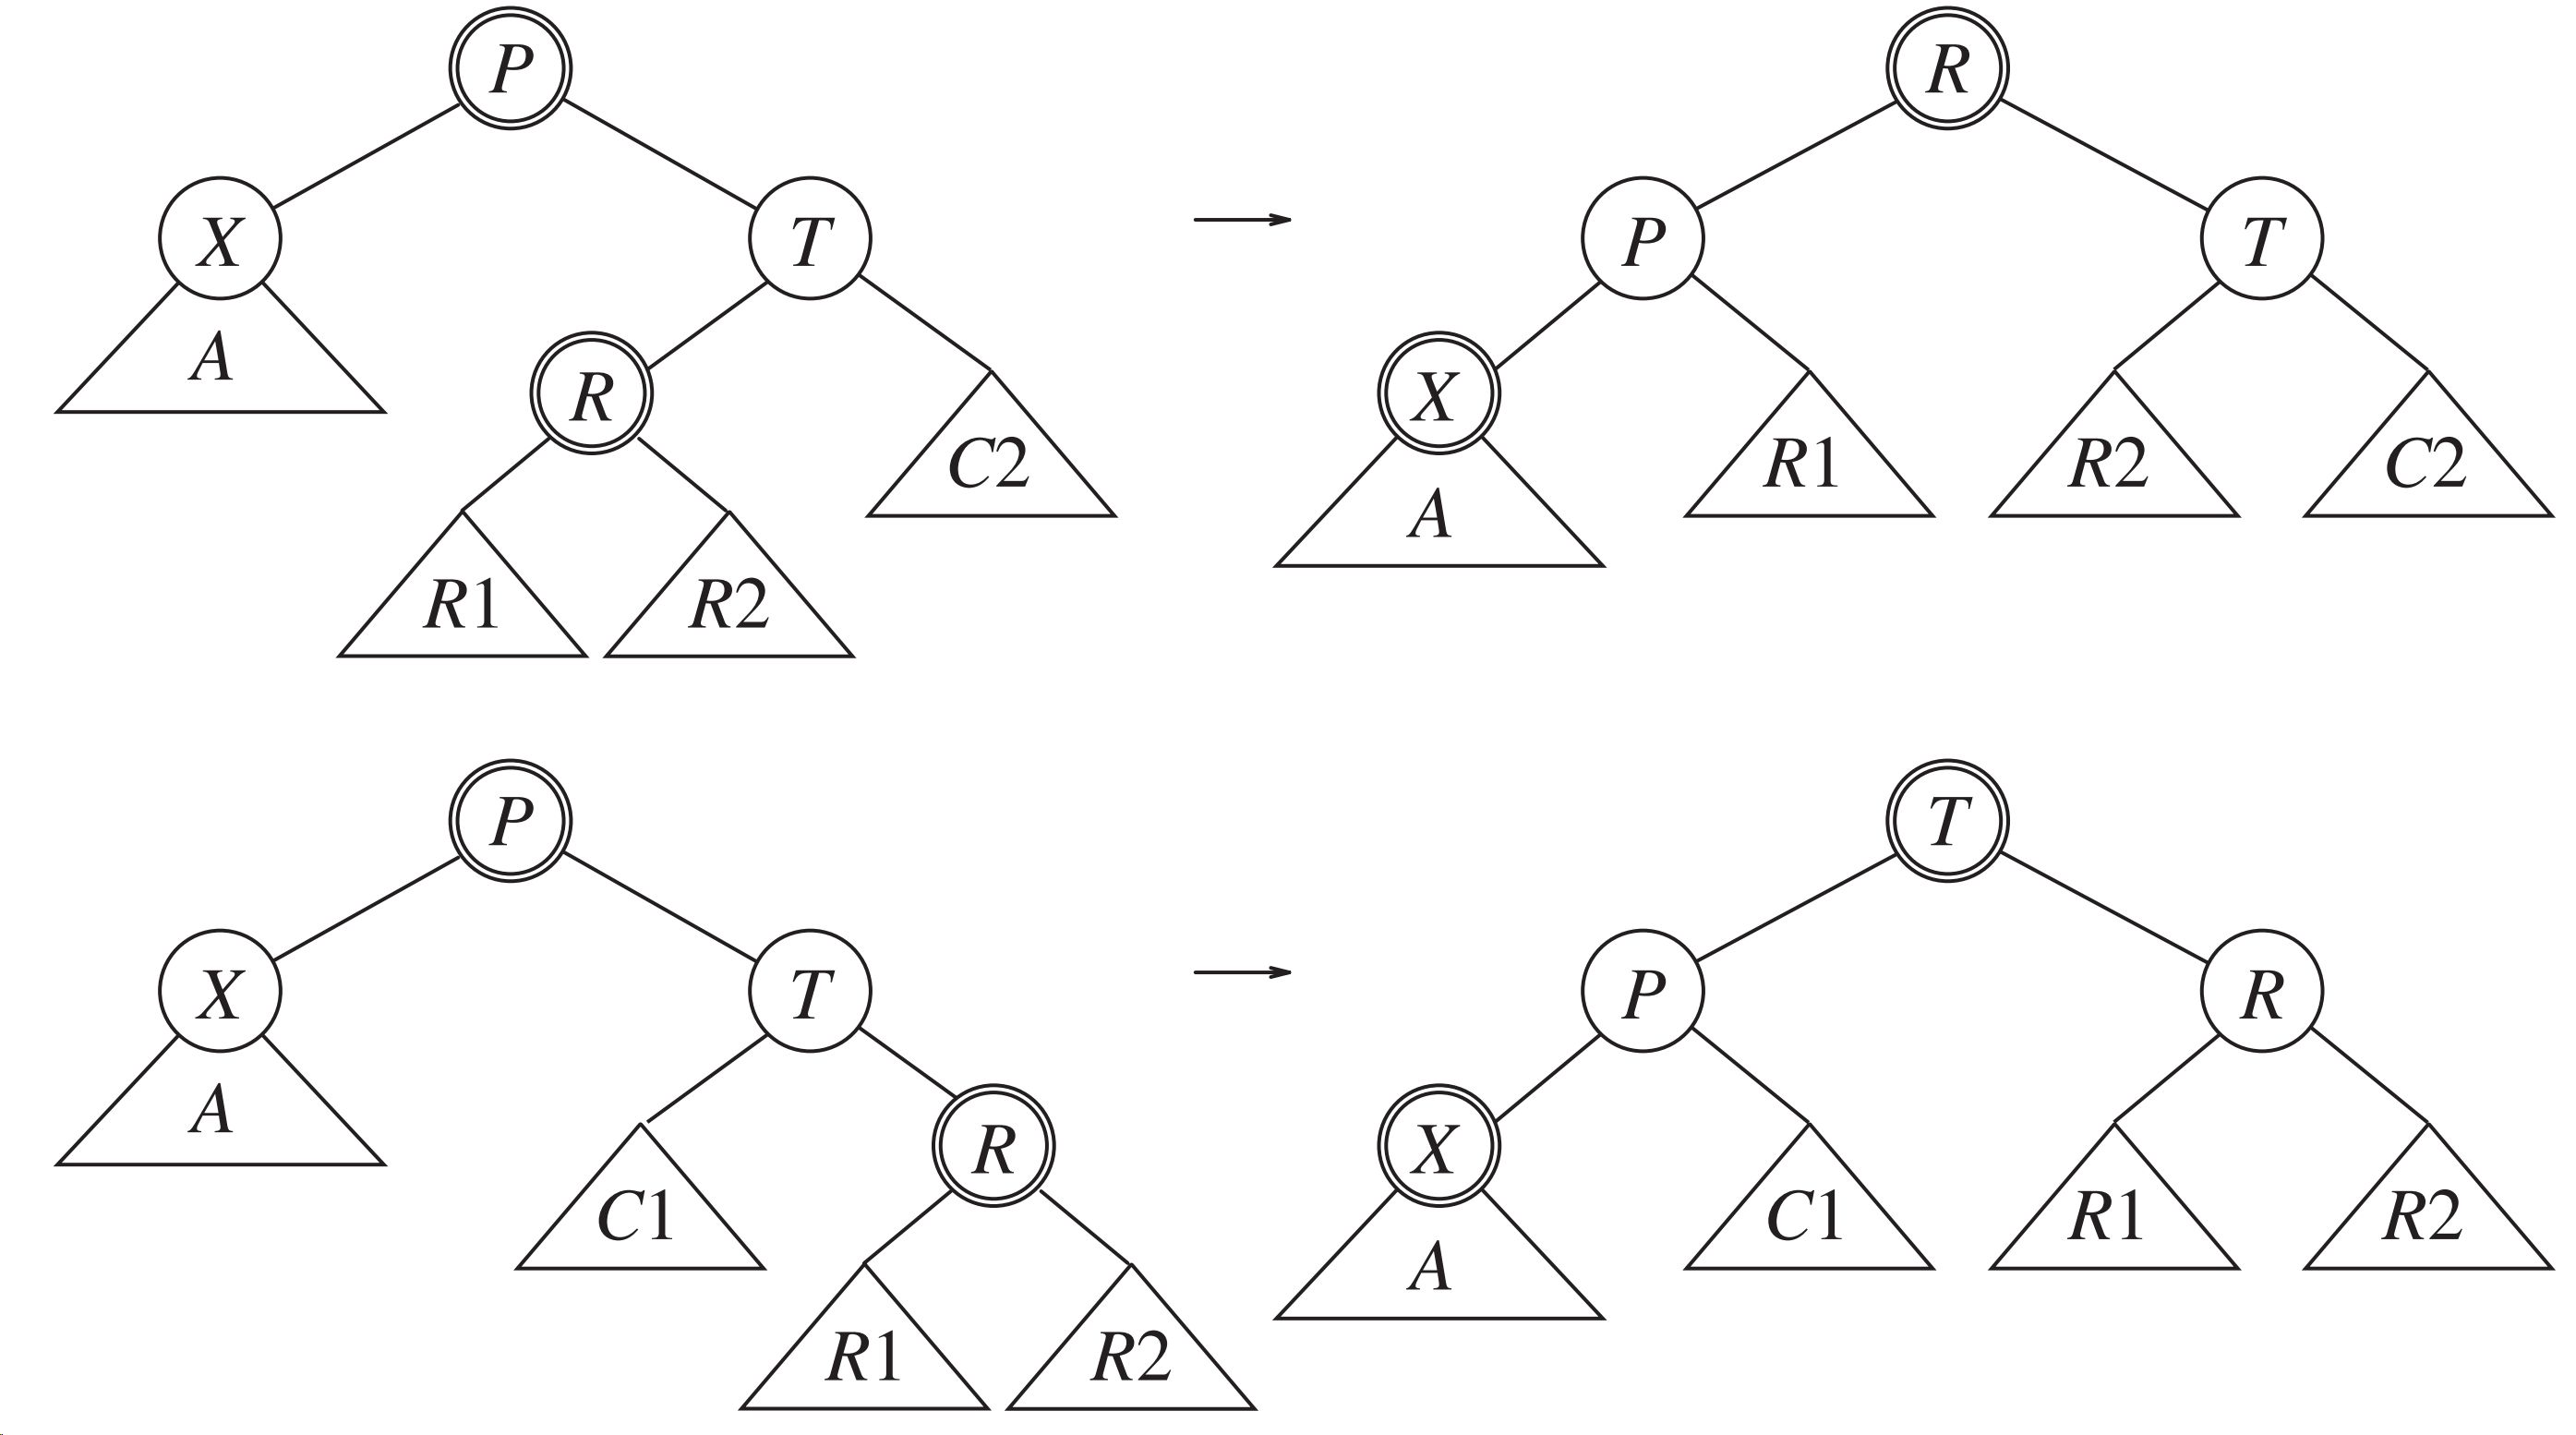 P R
X T P T
A R C2 X R1 R2 C2
R1 R2 A
P T
X T P R
A C1 R X C1 R1 R2
R1 R2 A